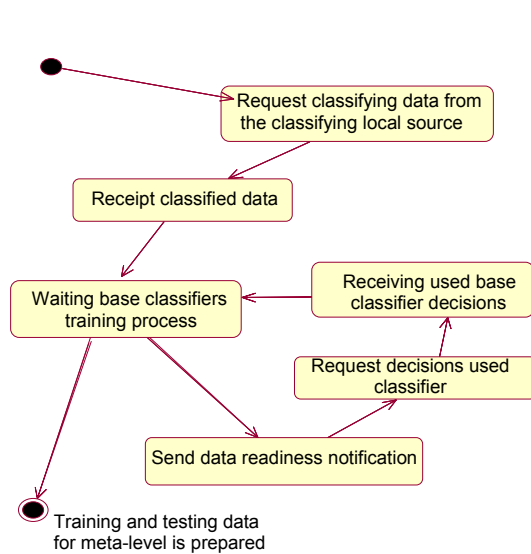 Request classifying data from
the classifying local source
Receipt classified data
Waiting base classifiers
training process
Receiving used base
classifier decisions
Request decisions used
classifier
Send data readiness notification
Training and testing data
for meta-level is prepared